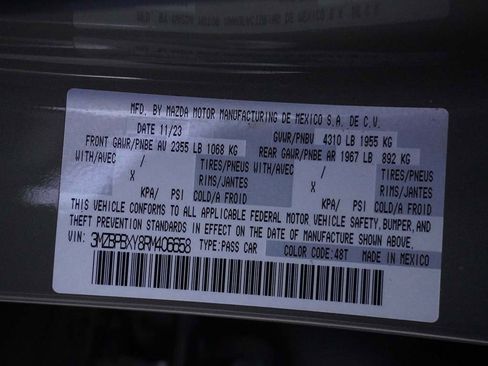 MFD. BY MAZDA MOTOR MANUFACTURING DE MEXICO S.A. DE C.V.
DATE 11/23 GVWR/PNBV 4310 LB 1955 KG
FRONT GAWR/PNBE AV 2355 LB 1068 KG REAR GAWR/PNBE AR 1967 LB 892 KG
WITH/AVEC / TIRES/PNEUS WITH/AVEC / TIRES/PNEUS
X RIMS/JANTES X RIMS/JANTES
KPA/ PSI COLD/A FROID KPA/ PSI COLD/A FROID
THIS VEHICLE CONFORMS TO ALL APPLICABLE FEDERAL MOTOR VEHICLE SAFETY, BUMPER, AND
THEFT PREVENTION STANDARDS IN EFFECT ON THE DATE OF MANUFACTURE SHOWN ABOVE.
VIN: 3MZBPBXY8RM406658 TYPE:PASS CAR COLOR CODE:48T MADE IN MEXICO